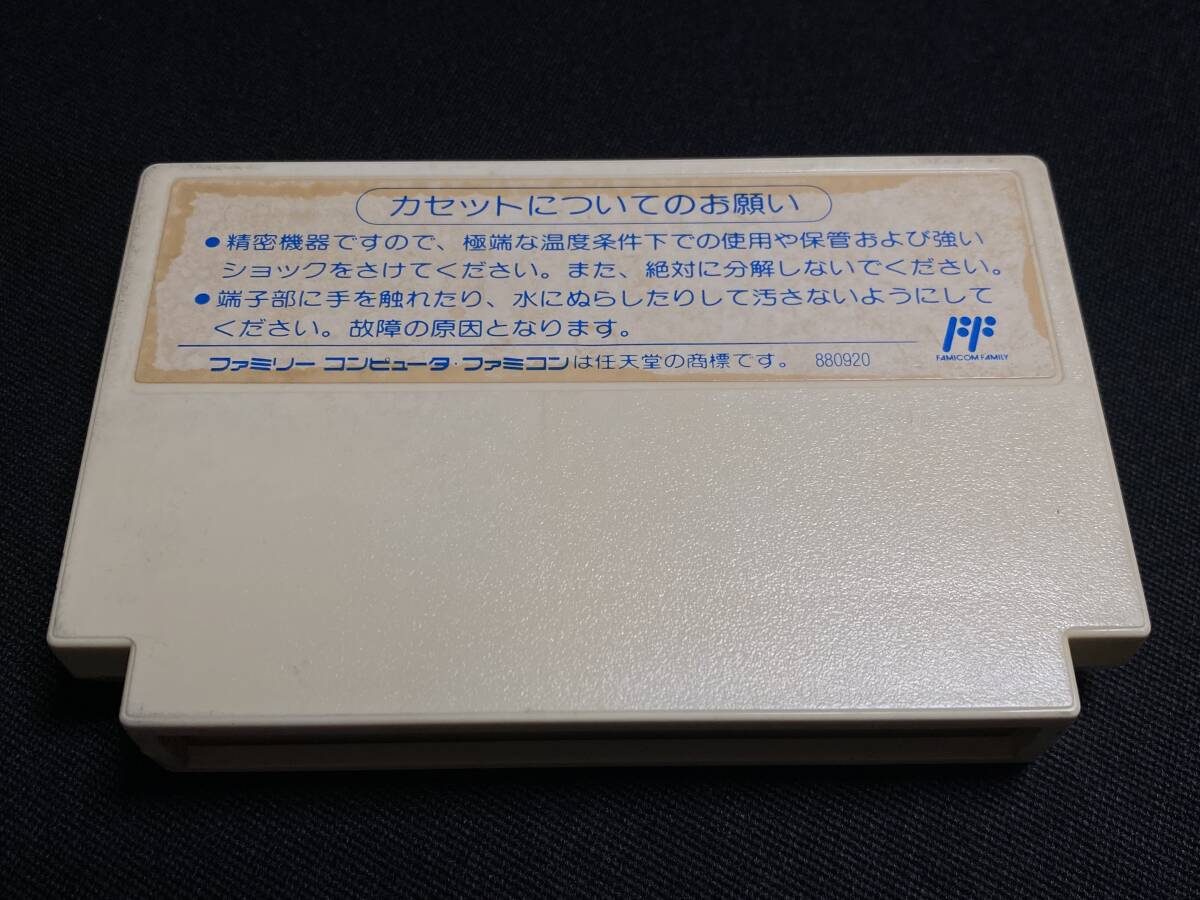 カセットについてのお願い
●精密機器ですので、極端な温度条件下での使用や保管および強い
ショックをさけてください。また、絶対に分解しないでください。
●端子部に手を触れたり、水にぬらしたりして汚さないようにして
ください。故障の原因となります。
FF
FAMICOM FAMILY
ファミリーコンピュータ・ファミコンは任天堂の商標です。 880920